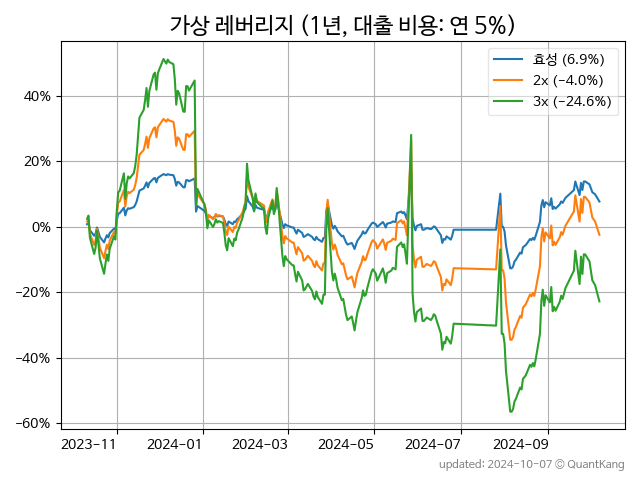 가상 레버리지 (1년, 대출 비용: 연 5%)
효성 (6.9%)
2x (−4.0%)
3x (−24.6%)
40%
20%
0%
−20%
−40%
−60%
2023-11 2024-01 2024-03 2024-05 2024-07 2024-09
updated: 2024-10-07 © QuantKang